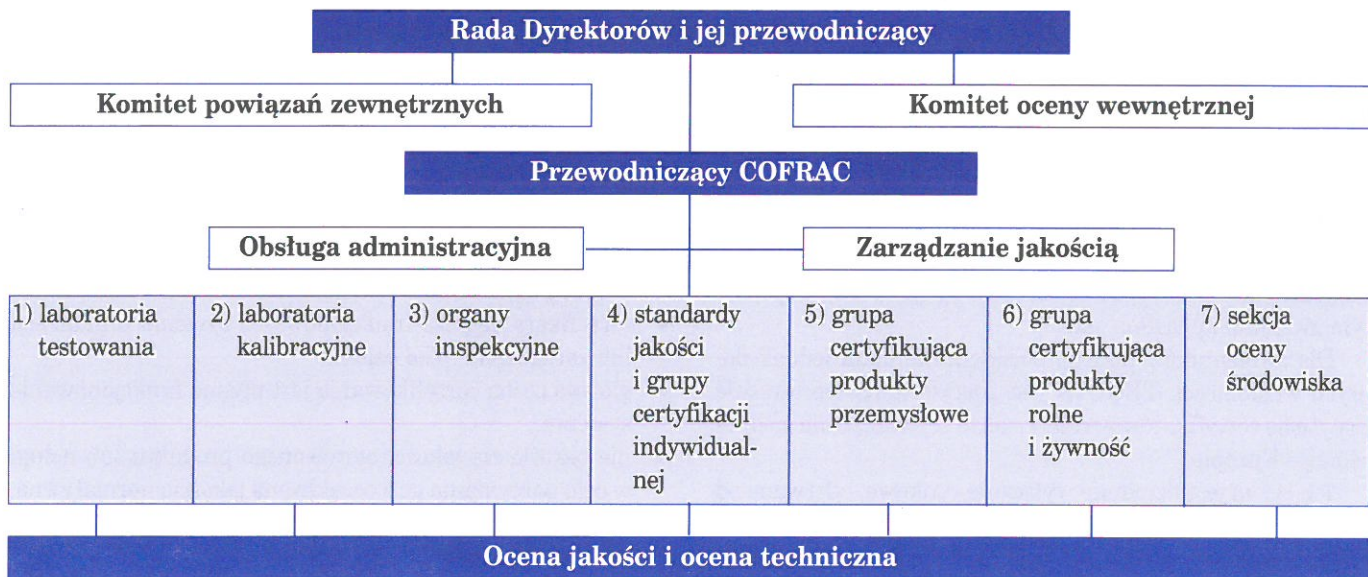 Rada Dyrektorów i jej przewodniczący
Komitet powiązań zewnętrznych
Komitet oceny wewnętrznej
Przewodniczący COFRAC
Obsługa administracyjna
Zarządzanie jakością
1) laboratoria
testowania
2) laboratoria
kalibracyjne
3) organy
inspekcyjne
4) standardy
jakości
i grupy
certyfikacji
indywidual-
nej
5) grupa
certyfikująca
produkty
przemysłowe
6) grupa
certyfikująca
produkty
rolne
i żywność
7) sekcja
oceny
środowiska
Ocena jakości i ocena techniczna